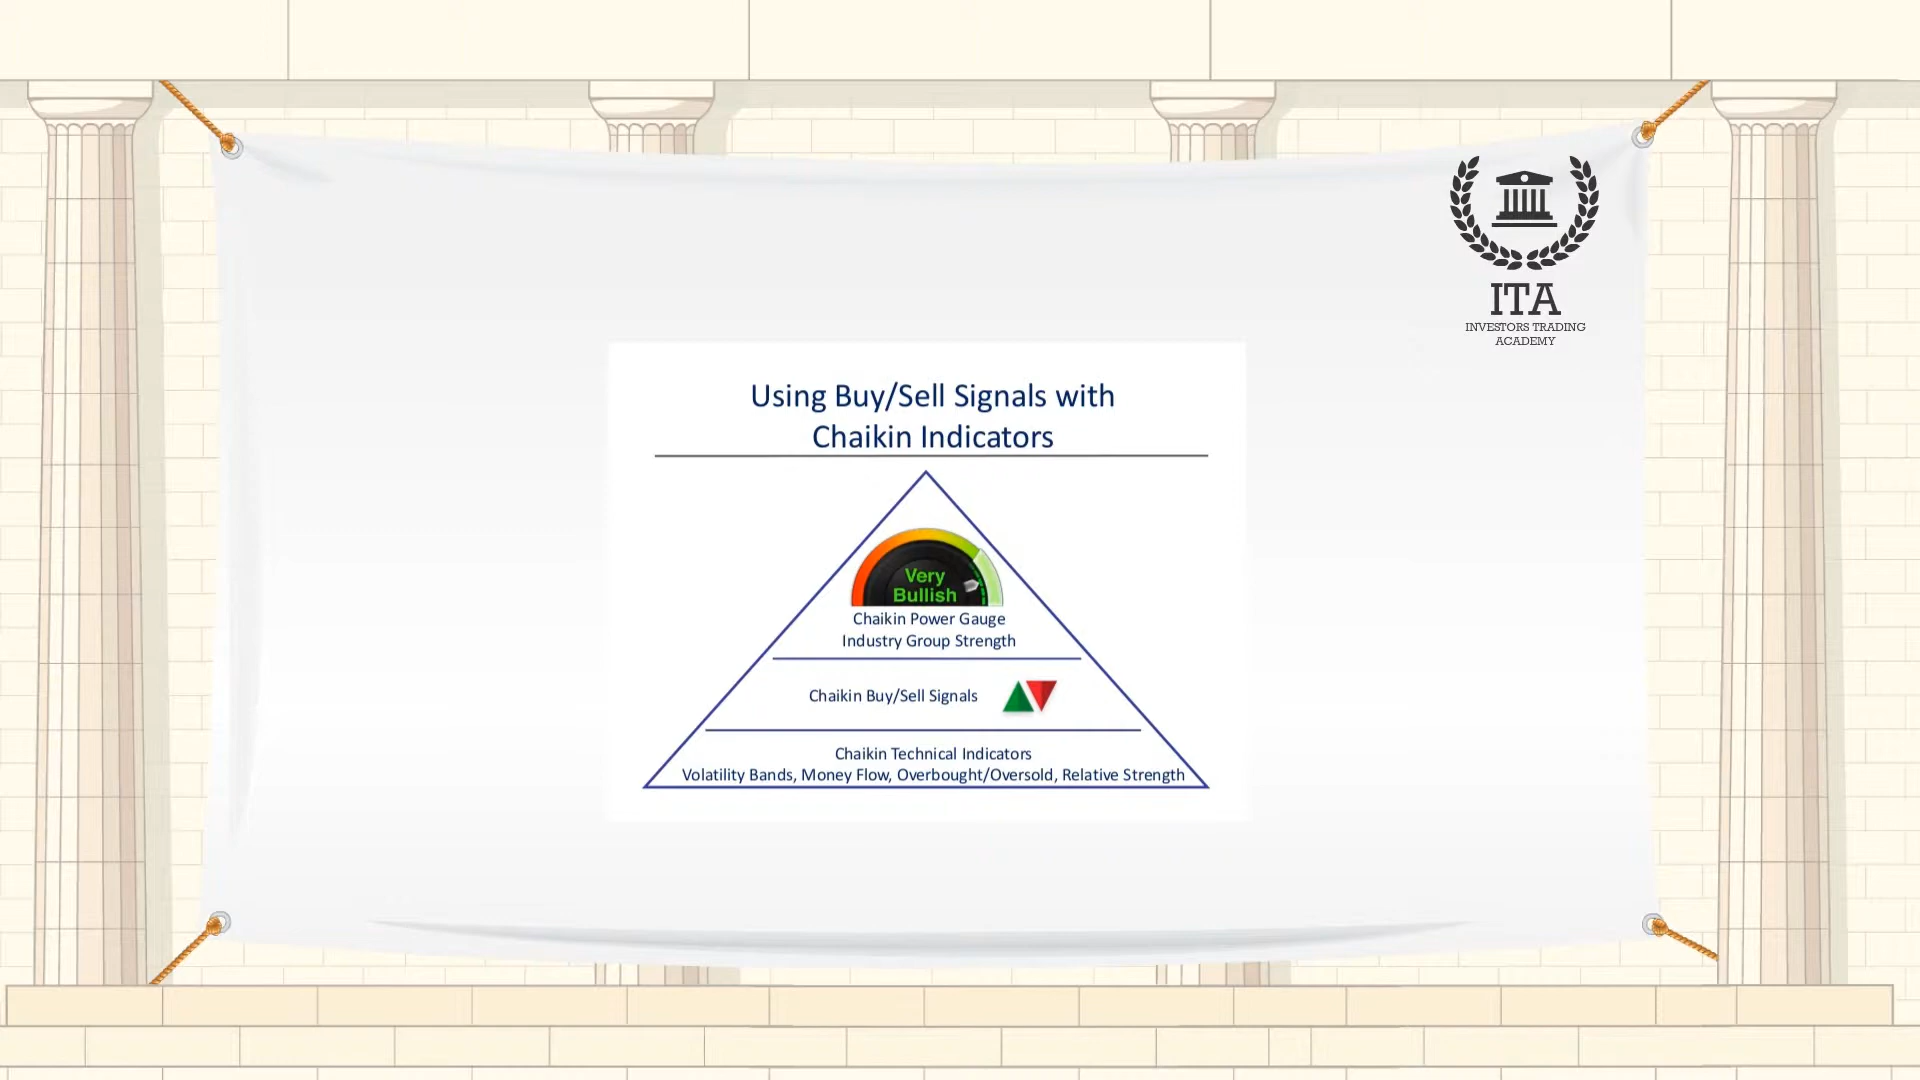 ITA
INVESTORS TRADING
ACADEMY
Using Buy/Sell Signals with
Chaikin Indicators
Very
Bullish
Chaikin Power Gauge
Industry Group Strength
Chaikin Buy/Sell Signals
Chaikin Technical Indicators
Volatility Bands, Money Flow, Overbought/Oversold, Relative Strength